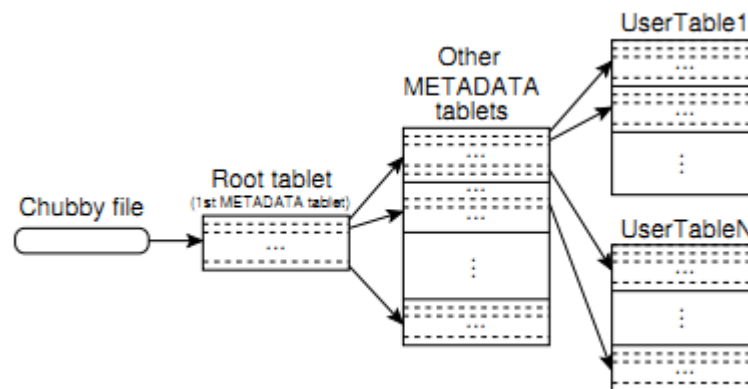 UserTable1
...
...
⋮
Other
METADATA
tablets
...
...
...
⋮
...
Root tablet
(1st METADATA tablet)
...
Chubby file
UserTableN
...
⋮
...